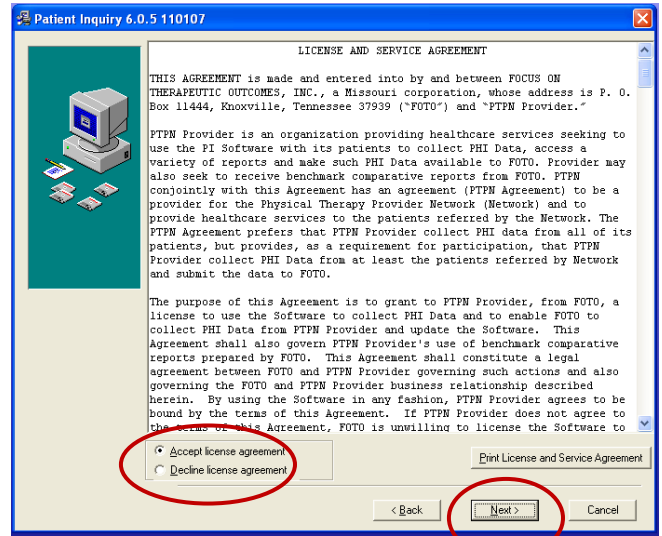 Patient Inquiry 6.0.5 110107
LICENSE AND SERVICE AGREEMENT
THIS AGREEMENT is made and entered into by and between FOCUS ON
THERAPEUTIC OUTCOMES, INC., a Missouri corporation, whose address is P. O.
Box 11444, Knoxville, Tennessee 37939 ("FOTO") and "PTPN Provider."
PTPN Provider is an organization providing healthcare services seeking to
use the PI Software with its patients to collect PHI Data, access a
variety of reports and make such PHI Data available to FOTO. Provider may
also seek to receive benchmark comparative reports from FOTO. PTPN
conjointly with this Agreement has an agreement (PTPN Agreement) to be a
provider for the Physical Therapy Provider Network (Network) and to
provide healthcare services to the patients referred by the Network. The
PTPN Agreement prefers that PTPN Provider collect PHI data from all of its
patients, but provides, as a requirement for participation, that PTPN
Provider collect PHI Data from at least the patients referred by Network
and submit the data to FOTO.
The purpose of this Agreement is to grant to PTPN Provider, from FOTO, a
license to use the Software to collect PHI Data and to enable FOTO to
collect PHI Data from PTPN Provider and update the Software. This
Agreement shall also govern PTPN Provider's use of benchmark comparative
reports prepared by FOTO. This Agreement shall constitute a legal
agreement between FOTO and PTPN Provider governing such actions and also
governing the FOTO and PTPN Provider business relationship described
herein. By using the Software in any fashion, PTPN Provider agrees to be
bound by the terms of this Agreement. If PTPN Provider does not agree to
the terms of this Agreement, FOTO is unwilling to license the Software to
Accept license agreement
Decline license agreement
Print License and Service Agreement
< Back
Next >
Cancel